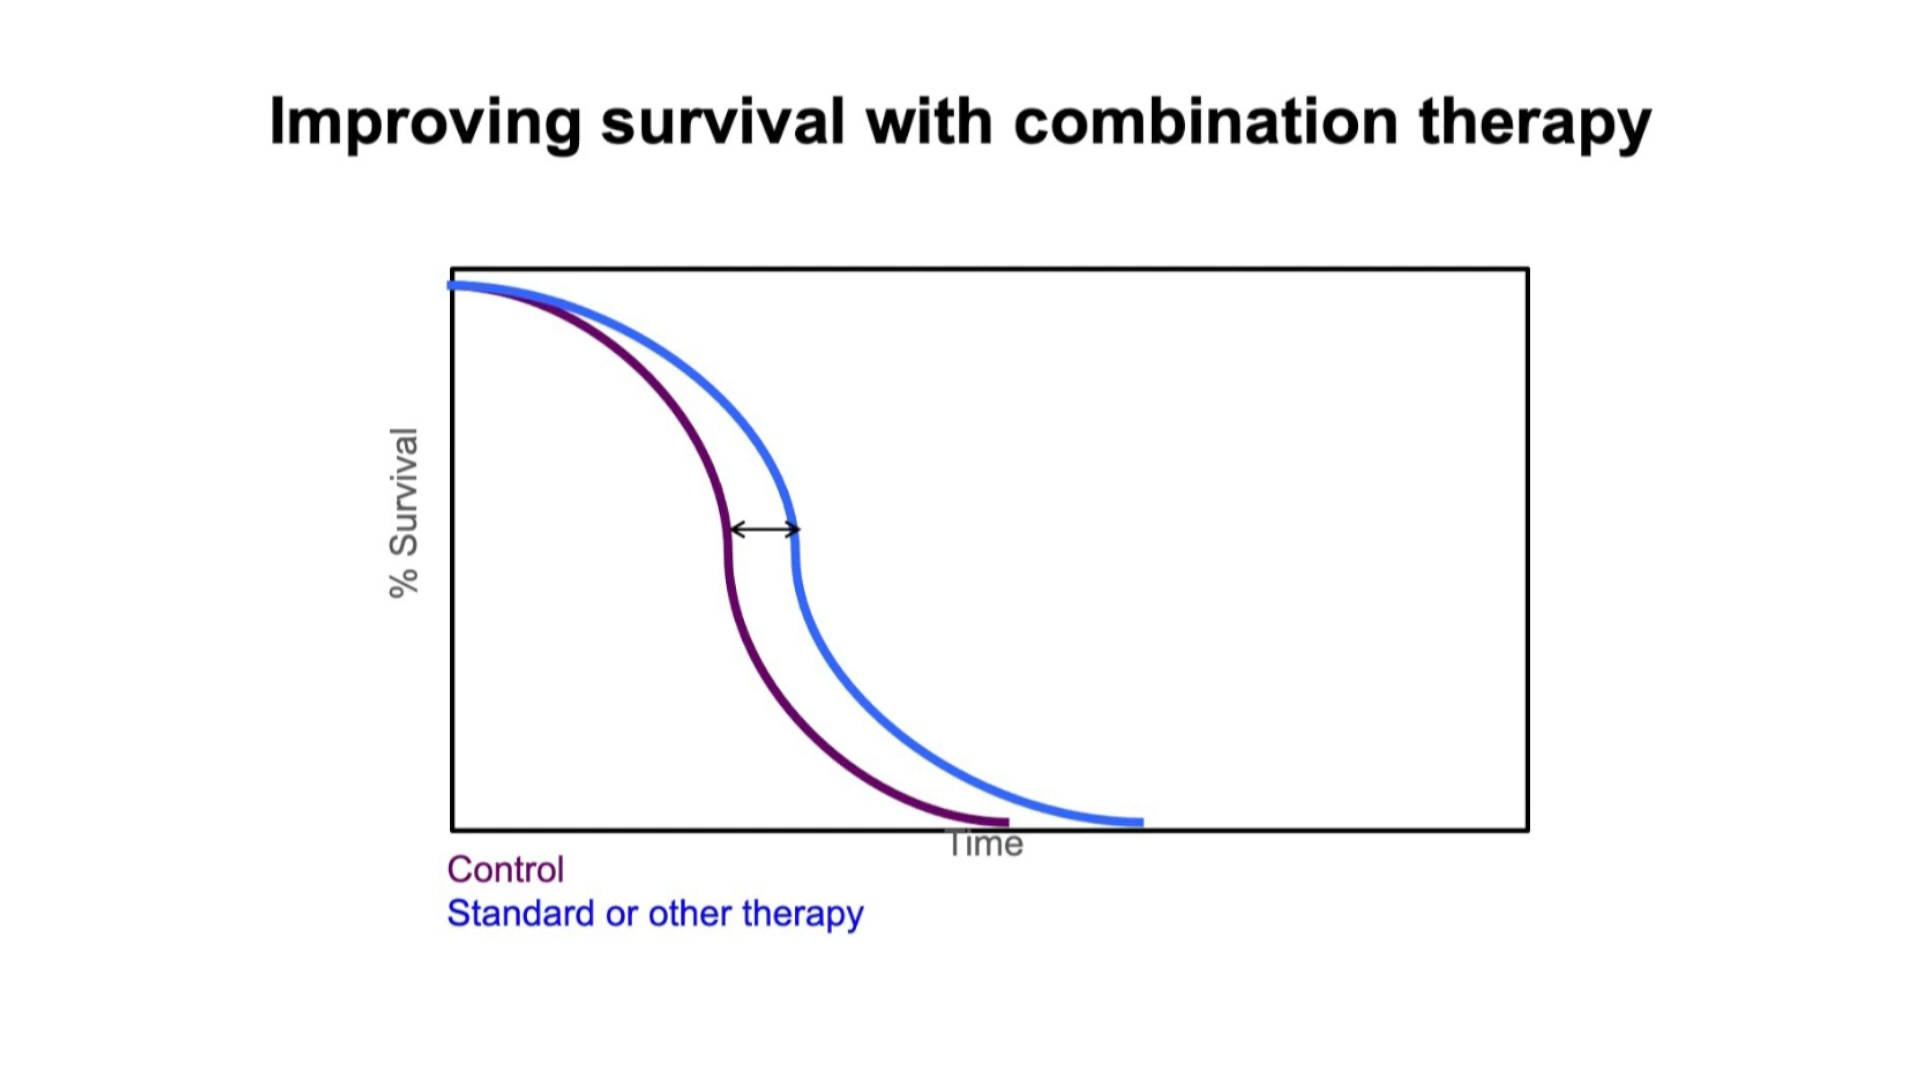 Improving survival with combination therapy
% Survival
Time
Control
Standard or other therapy